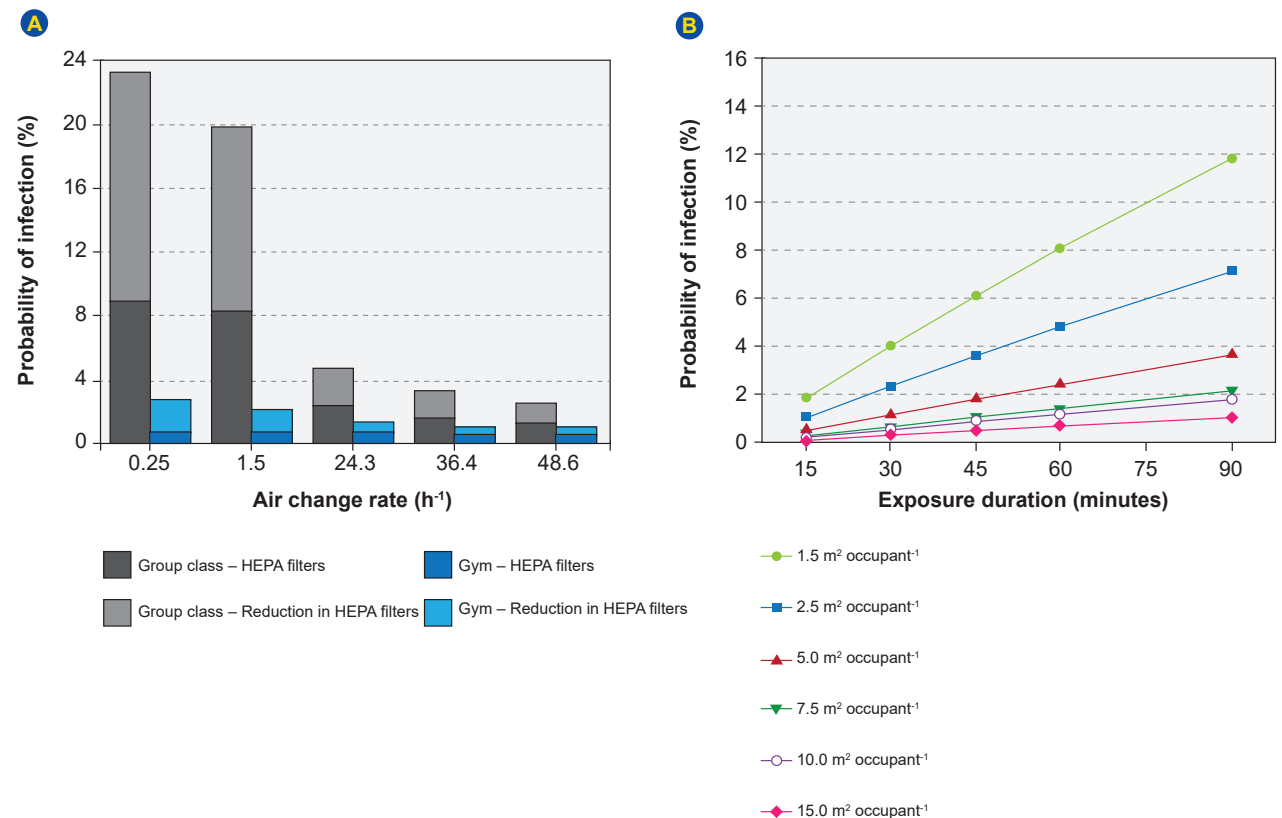 A
Probability of infection (%)
24
20
16
12
8
4
0
0.25 1.5 24.3 36.4 48.6
Air change rate (h-1)
Group class – HEPA filters
Gym – HEPA filters
Group class – Reduction in HEPA filters
Gym – Reduction in HEPA filters
B
Probability of infection (%)
16
14
12
10
8
6
4
2
0
15 30 45 60 75 90
Exposure duration (minutes)
1.5 m² occupant-1
2.5 m² occupant-1
5.0 m² occupant-1
7.5 m² occupant-1
10.0 m² occupant-1
15.0 m² occupant-1